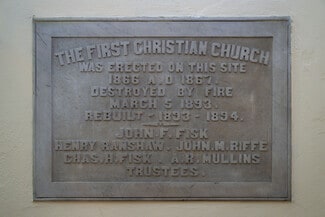 THE FIRST CHRISTIAN CHURCH
WAS ERECTED ON THIS SITE
1866 A.D 1867.
DESTROYED BY FIRE
MARCH 5 1893.
REBUILT - 1893 - 1894.
JOHN. F. FISK
HENRY RANSHAW. JOHN. M. RIFFE
CHAS. H. FISK. A. R. MULLINS
TRUSTEES.